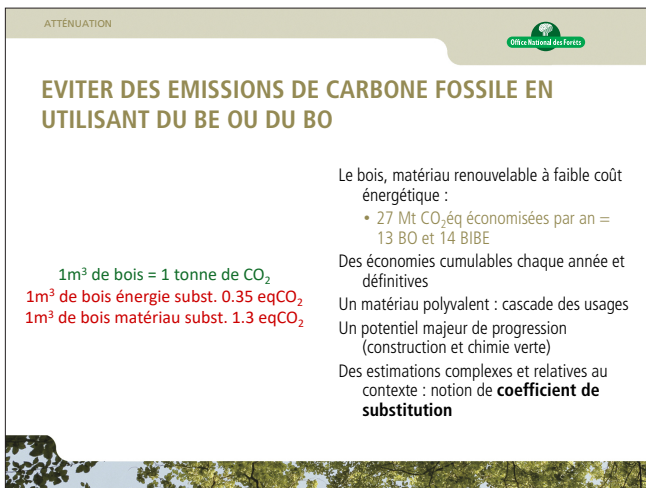 ATTÉNUATION
Office National des Forêts
EVITER DES EMISSIONS DE CARBONE FOSSILE EN
UTILISANT DU BE OU DU BO
1m³ de bois = 1 tonne de CO₂
1m³ de bois énergie subst. 0.35 eqCO₂
1m³ de bois matériau subst. 1.3 eqCO₂
Le bois, matériau renouvelable à faible coût
énergétique :
• 27 Mt CO₂éq économisées par an =
13 BO et 14 BIBE
Des économies cumulables chaque année et
définitives
Un matériau polyvalent : cascade des usages
Un potentiel majeur de progression
(construction et chimie verte)
Des estimations complexes et relatives au
contexte : notion de coefficient de
substitution